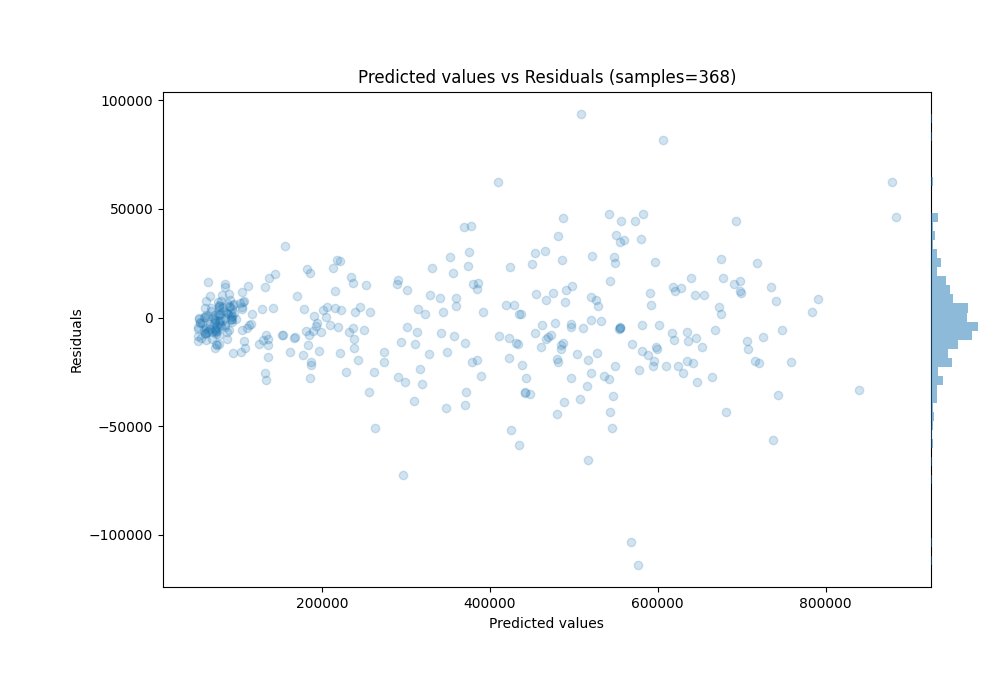 Predicted values vs Residuals (samples=368)
100000
50000
0
−50000
−100000
Residuals
200000 400000 600000 800000
Predicted values